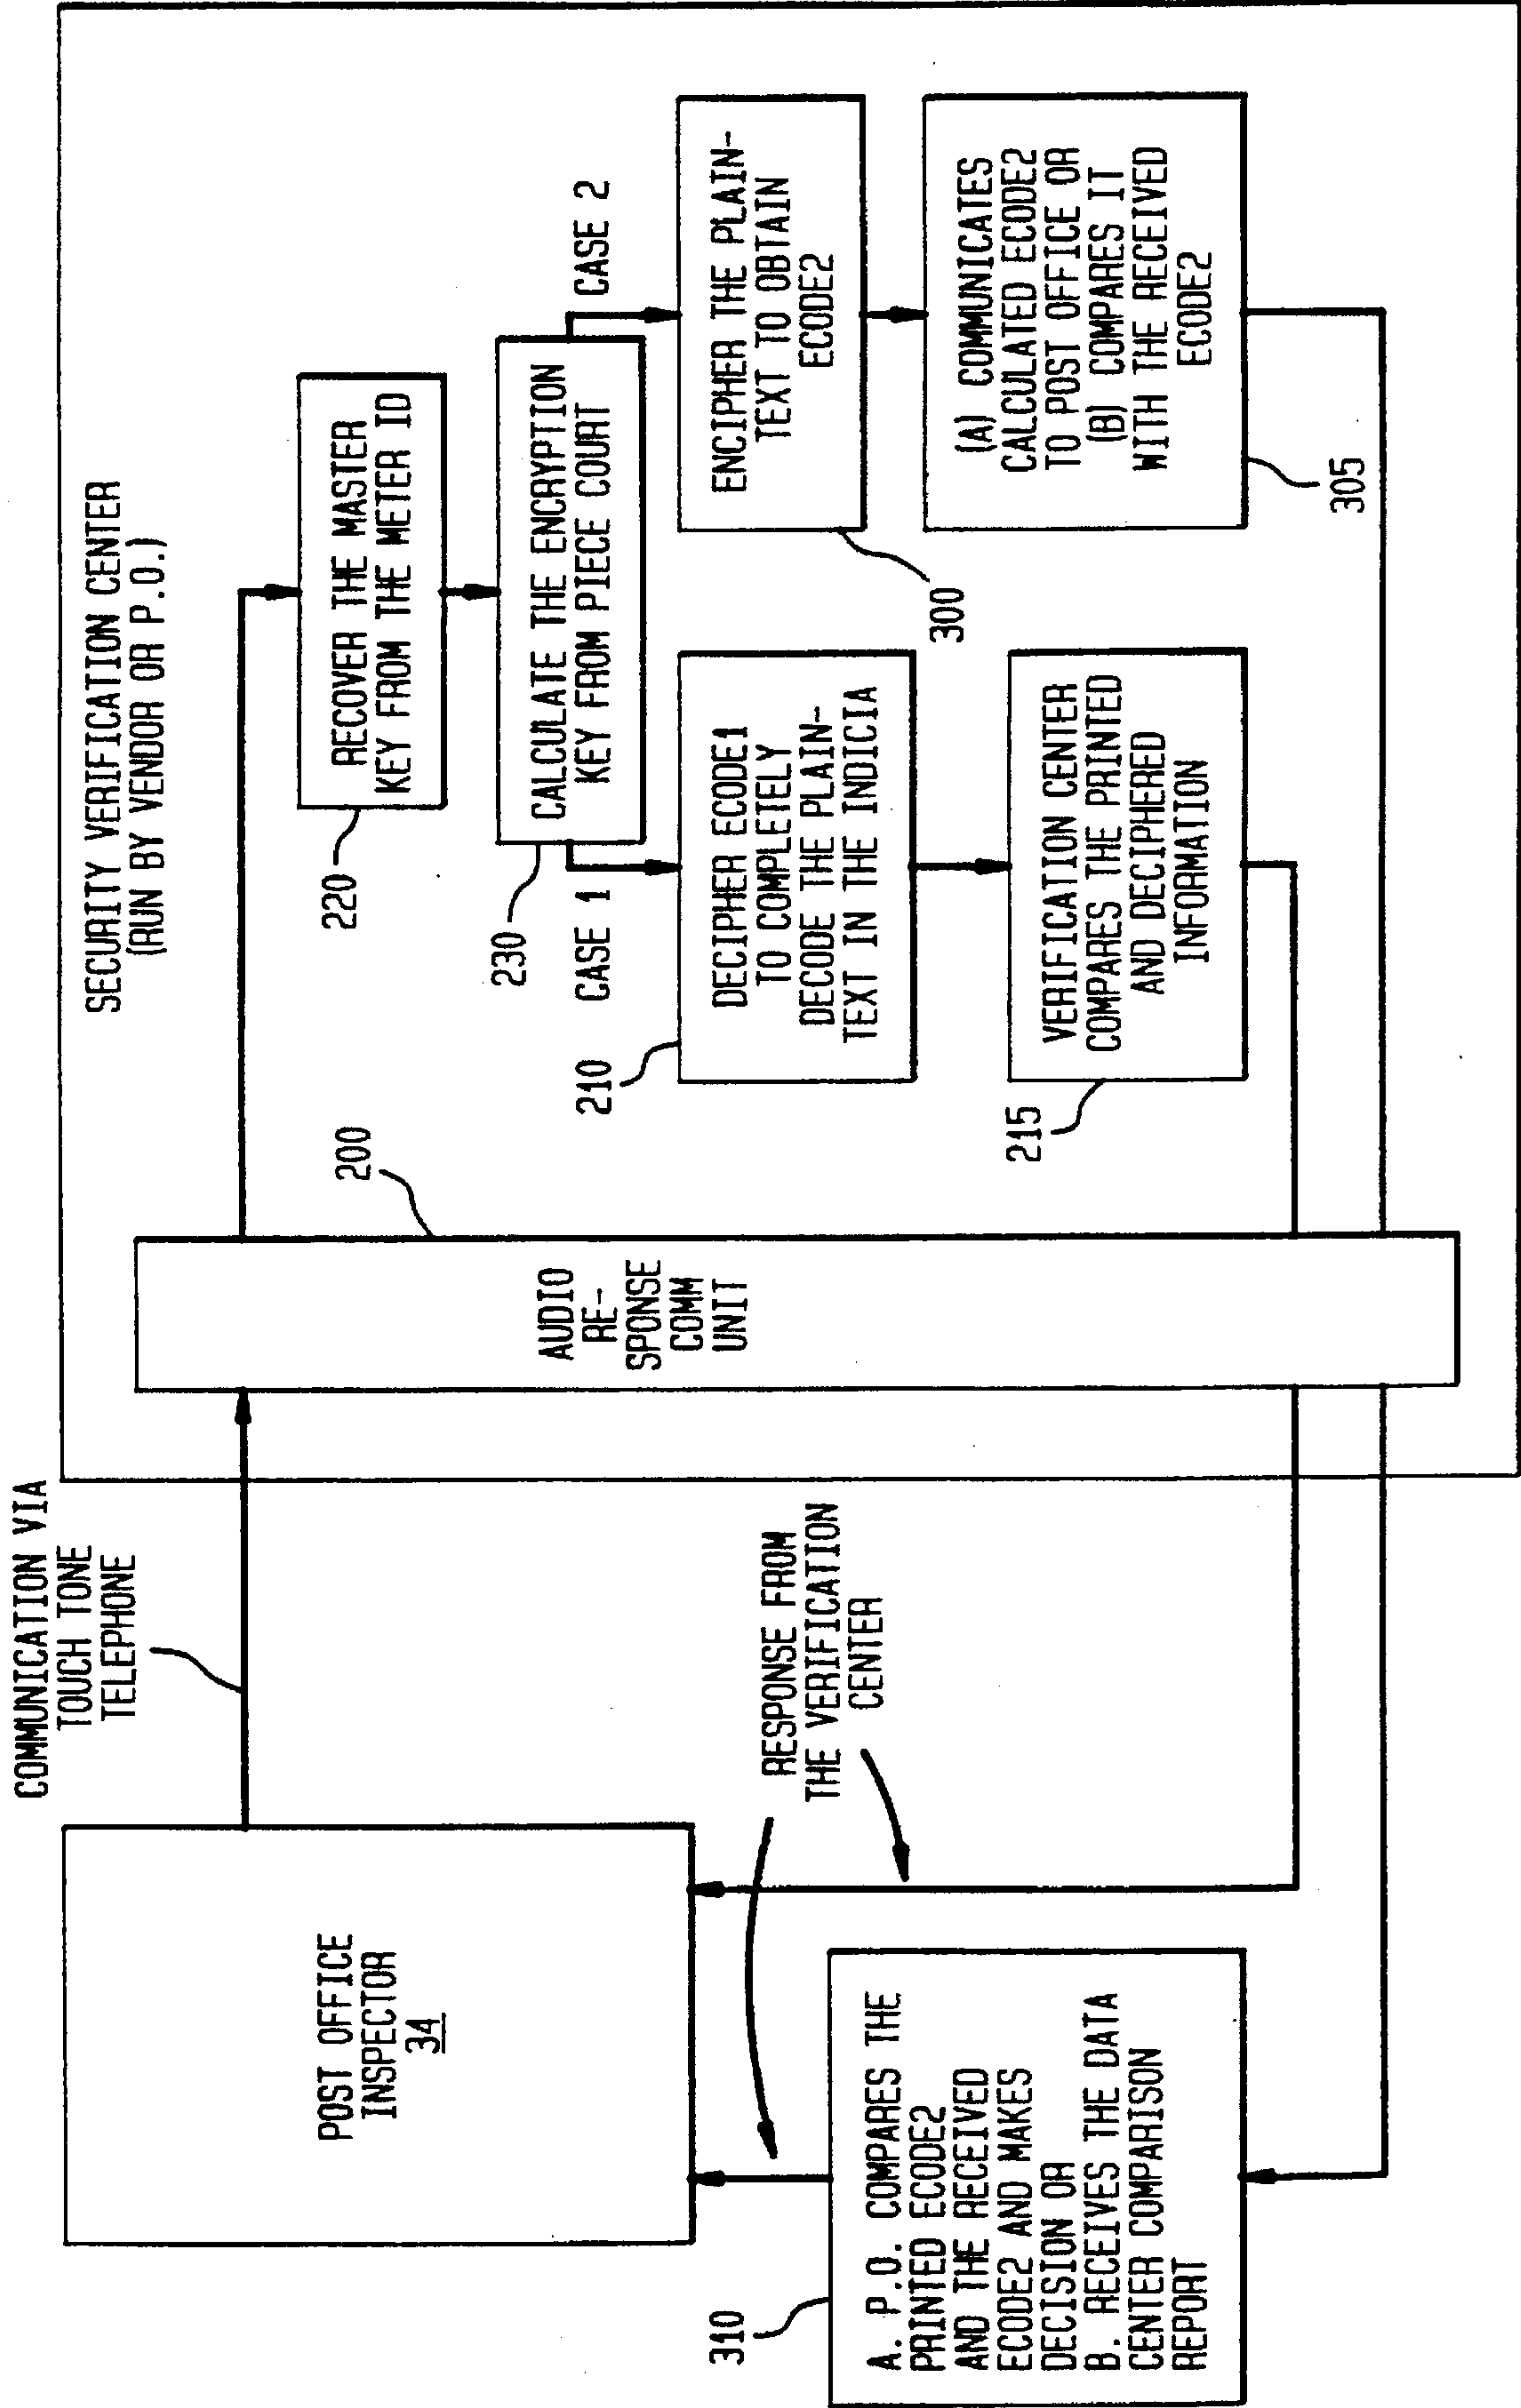 COMMUNICATION VIA
TOUCH TONE
TELEPHONE
SECURITY VERIFICATION CENTER
(RUN BY VENDOR OR P.O.)
POST OFFICE
INSPECTOR
34
AUDIO
RE-
SPONSE
COMM
UNIT
200
RECOVER THE MASTER
KEY FROM THE METER ID
220
CALCULATE THE ENCRYPTION
KEY FROM PIECE COURT
230
CASE 1
CASE 2
210
DECIPHER ECODE1
TO COMPLETELY
DECODE THE PLAIN-
TEXT IN THE INDICIA
ENCIPHER THE PLAIN-
TEXT TO OBTAIN
ECODE2
300
RESPONSE FROM
THE VERIFICATION
CENTER
215
VERIFICATION CENTER
COMPARES THE PRINTED
AND DECIPHERED
INFORMATION
(A) COMMUNICATES
CALCULATED ECODE2
TO POST OFFICE OR
(B) COMPARES IT
WITH THE RECEIVED
ECODE2
305
310
A. P.O. COMPARES THE
PRINTED ECODE2
AND THE RECEIVED
ECODE2 AND MAKES
DECISION OR
B. RECEIVES THE DATA
CENTER COMPARISON
REPORT